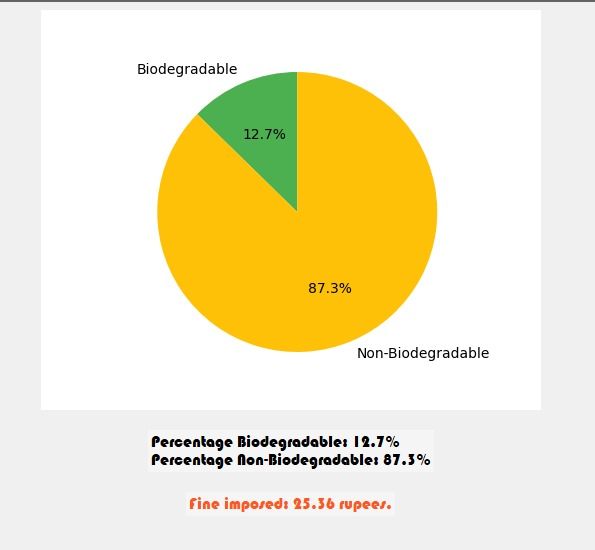 Biodegradable
12.7%
87.3%
Non-Biodegradable
Percentage Biodegradable: 12.7%
Percentage Non-Biodegradable: 87.3%
Fine imposed: 25.36 rupees.